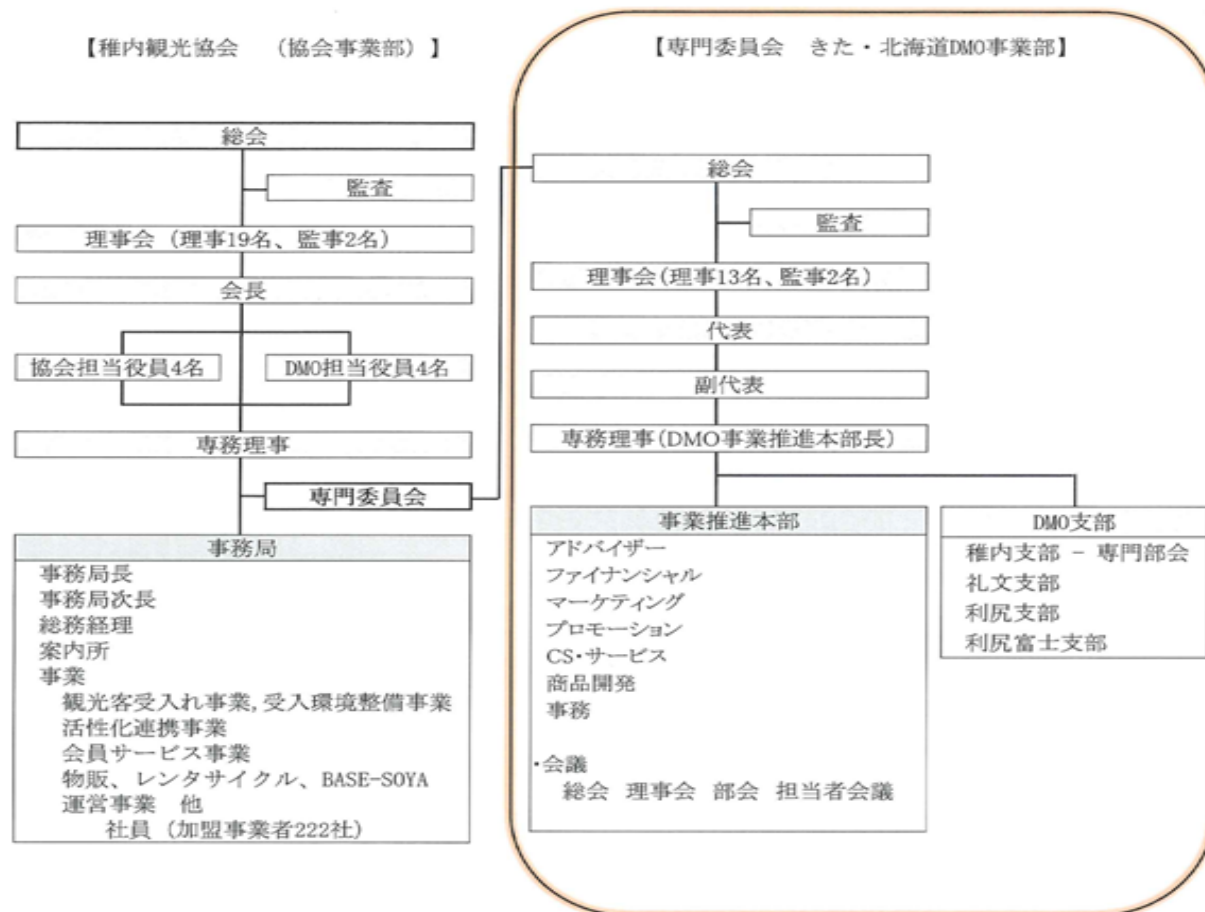 【稚内観光協会　（協会事業部）】
総会
監査
理事会（理事19名、監事2名）
会長
協会担当役員4名
DMO担当役員4名
専務理事
専門委員会
事務局
事務局長
事務局次長
総務経理
案内所
事業
観光客受入れ事業,受入環境整備事業
活性化連携事業
会員サービス事業
物販、レンタサイクル、BASE-SOYA
運営事業　他
社員（加盟事業者222社）
【専門委員会　きた・北海道DMO事業部】
総会
監査
理事会(理事13名、監事2名)
代表
副代表
専務理事(DMO事業推進本部長)
事業推進本部
アドバイザー
ファイナンシャル
マーケティング
プロモーション
CS・サービス
商品開発
事務
・会議
総会　理事会　部会　担当者会議
DMO支部
稚内支部 － 専門部会
礼文支部
利尻支部
利尻富士支部